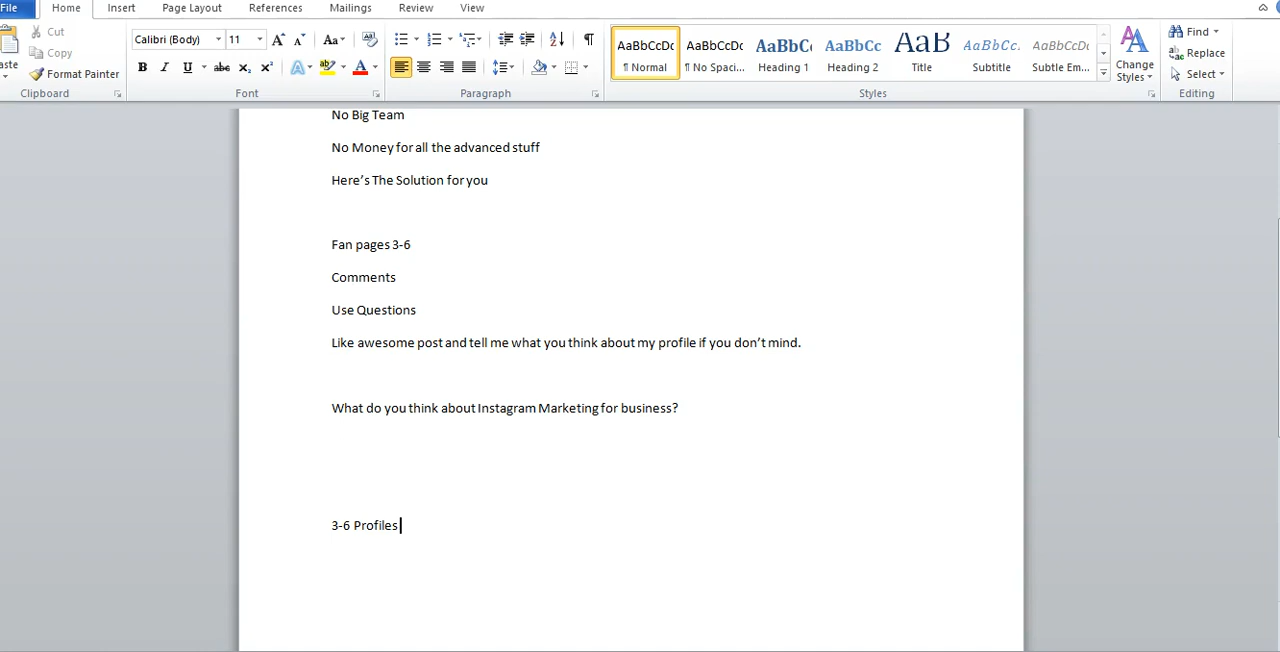 File Home Insert Page Layout References Mailings Review View
Cut
Copy
Format Painter
Clipboard
Calibri (Body) 11
Font
Paragraph
AaBbCcDc AaBbCcDc AaBbC AaBbCc AaB AaBbCc. AaBbCcDc
¶ Normal ¶ No Spaci... Heading 1 Heading 2 Title Subtitle Subtle Em...
Styles
Change Styles
Find
Replace
Select
Editing
No Big Team
No Money for all the advanced stuff
Here’s The Solution for you
Fan pages 3-6
Comments
Use Questions
Like awesome post and tell me what you think about my profile if you don’t mind.
What do you think about Instagram Marketing for business?
3-6 Profiles